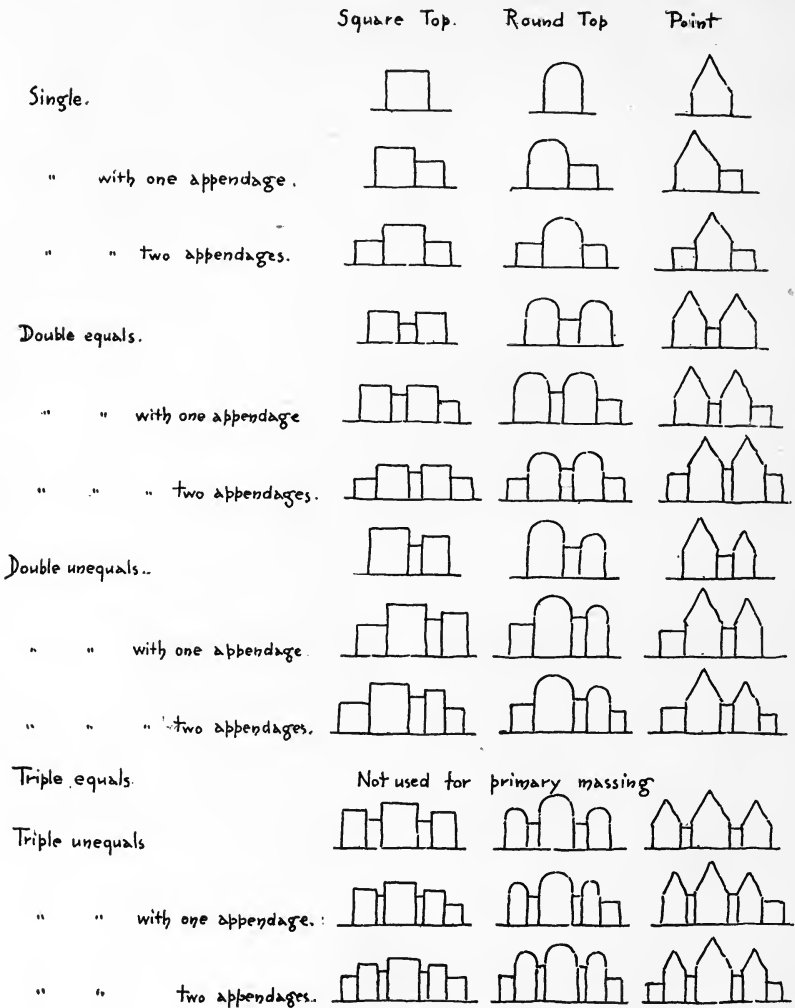 Square Top. Round Top Point
Single.
" with one appendage.
" " two appendages.
Double equals.
" " with one appendage
" " " two appendages.
Double unequals..
" " with one appendage.
" " " two appendages.
Triple equals. Not used for primary massing
Triple unequals
" " with one appendage. :
" " two appendages..